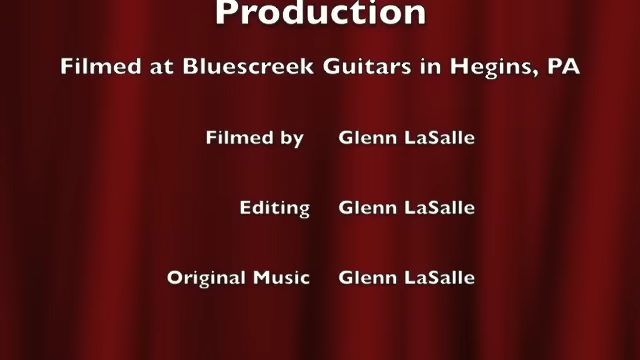 Production
Filmed at Bluescreek Guitars in Hegins, PA
Filmed by Glenn LaSalle
Editing Glenn LaSalle
Original Music Glenn LaSalle